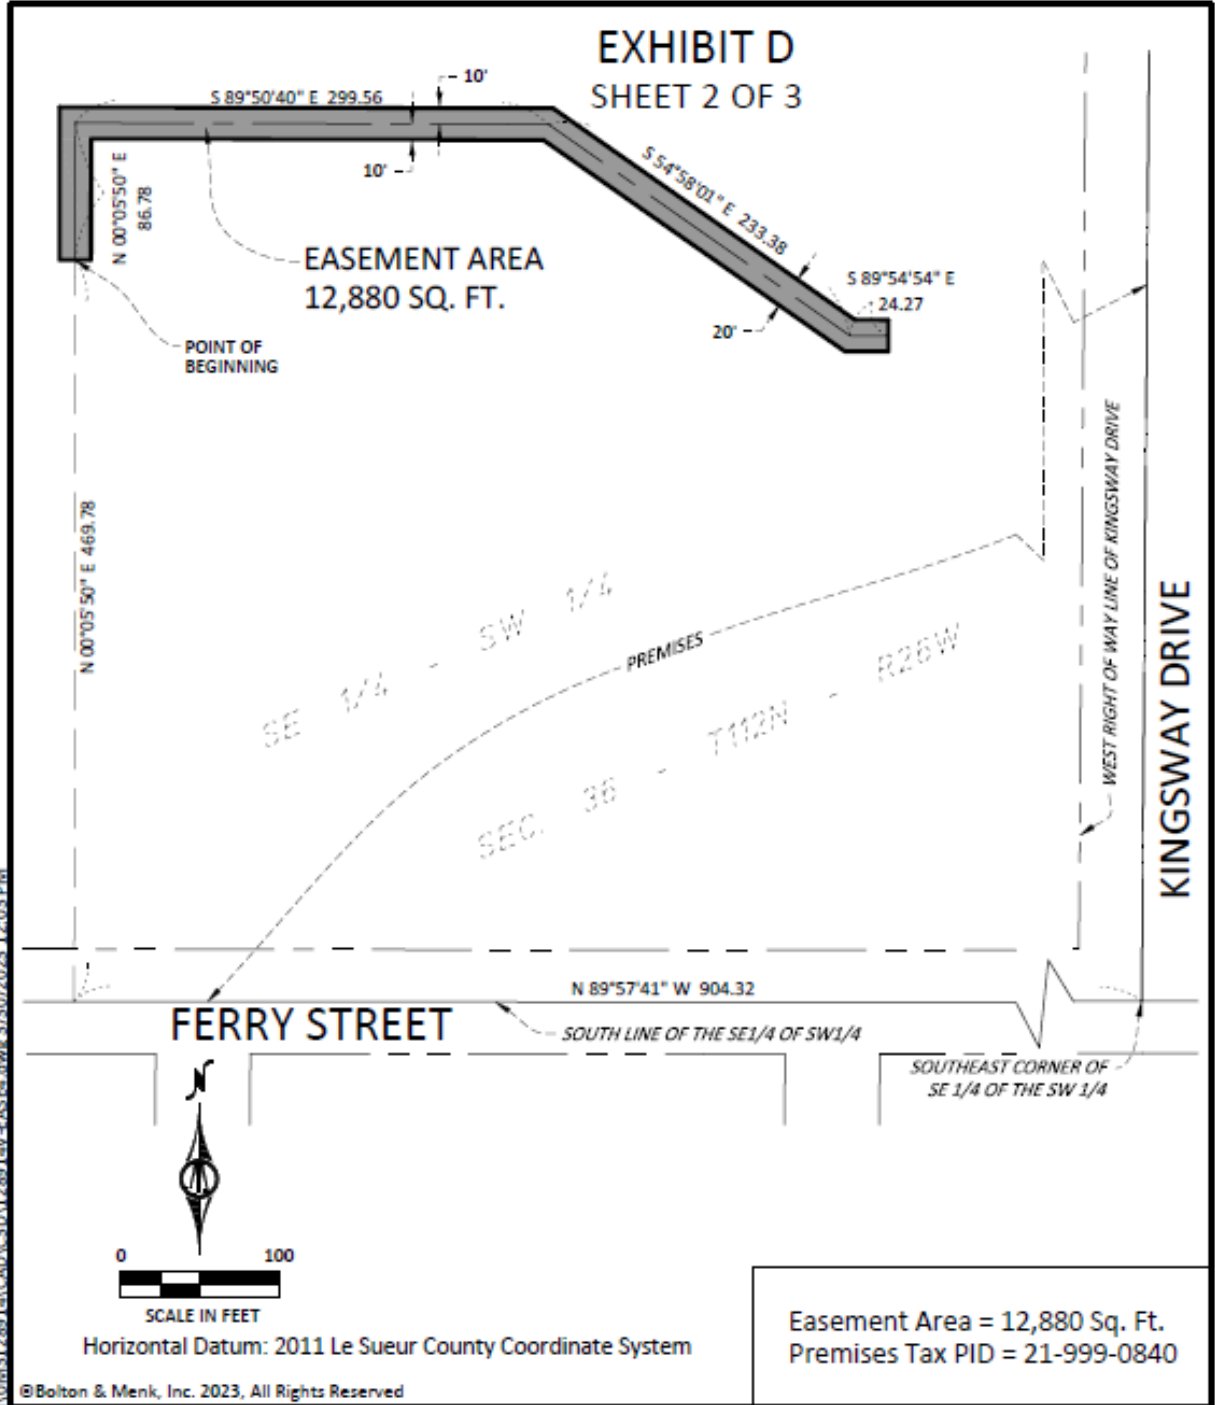 EXHIBIT D
SHEET 2 OF 3
10'
S 89°50'40" E 299.56
10'
N 00°05'50" E
86.78
S 54°58'01" E 233.38
EASEMENT AREA
12,880 SQ. FT.
S 89°54'54" E
24.27
20'
POINT OF
BEGINNING
N 00°05'50" E 469.78
WEST RIGHT OF WAY LINE OF KINGSWAY DRIVE
KINGSWAY DRIVE
SE 1/4 - SW 1/4
PREMISES
SEC. 36 - T112N - R26W
N 89°57'41" W 904.32
FERRY STREET
SOUTH LINE OF THE SE1/4 OF SW1/4
SOUTHEAST CORNER OF
SE 1/4 OF THE SW 1/4
N
0 100
SCALE IN FEET
Horizontal Datum: 2011 Le Sueur County Coordinate System
Easement Area = 12,880 Sq. Ft.
Premises Tax PID = 21-999-0840
©Bolton & Menk, Inc. 2023, All Rights Reserved